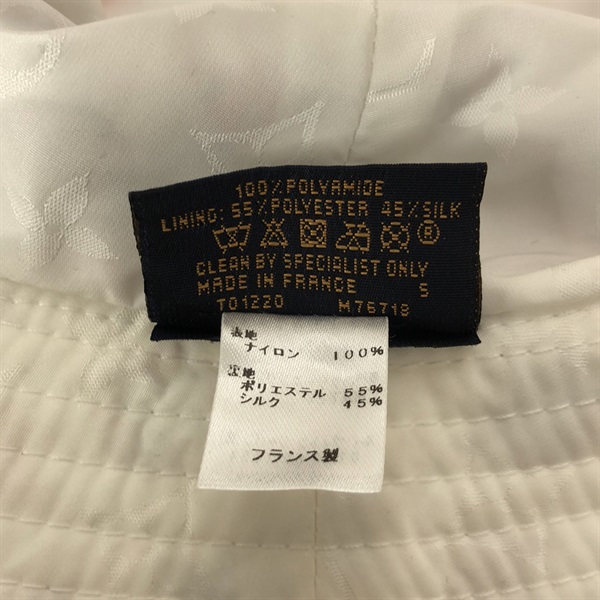 100% POLYAMIDE
LINING: 55% POLYESTER 45% SILK
®
CLEAN BY SPECIALIST ONLY
MADE IN FRANCE S
TO1220 M76718
表地
ナイロン 100%
裏地
ポリエステル 55%
シルク 45%
フランス製